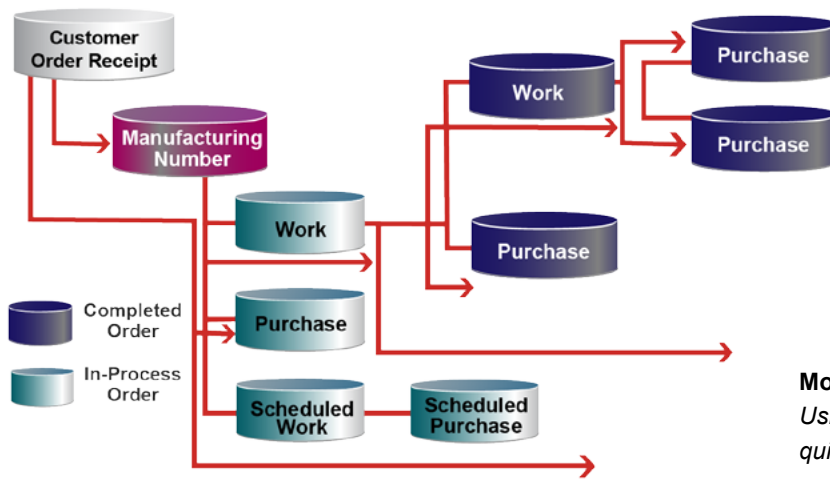 Customer
Order Receipt
Manufacturing
Number
Work
Purchase
Scheduled
Work
Scheduled
Purchase
Work
Purchase
Purchase
Purchase
Completed
Order
In-Process
Order